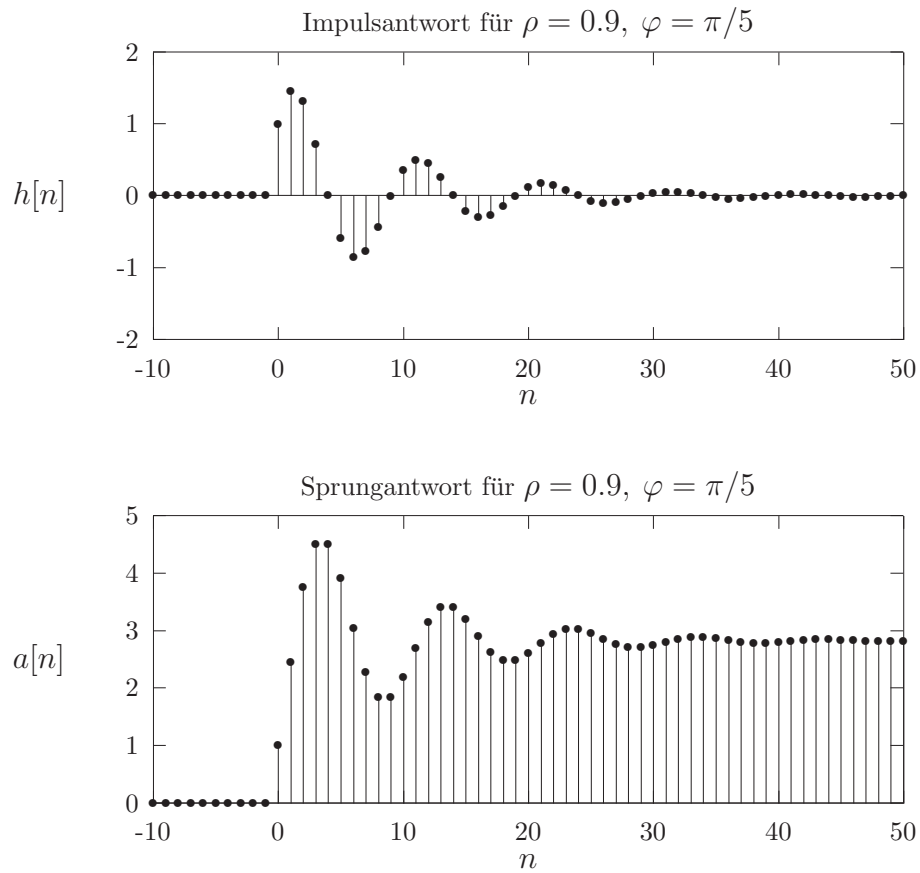 Impulsantwort für ρ = 0.9, φ = π/5
2
1
h[n]
0
-1
-2
-10 0 10 20 30 40 50
n
Sprungantwort für ρ = 0.9, φ = π/5
5
4
3
a[n]
2
1
0
-10 0 10 20 30 40 50
n